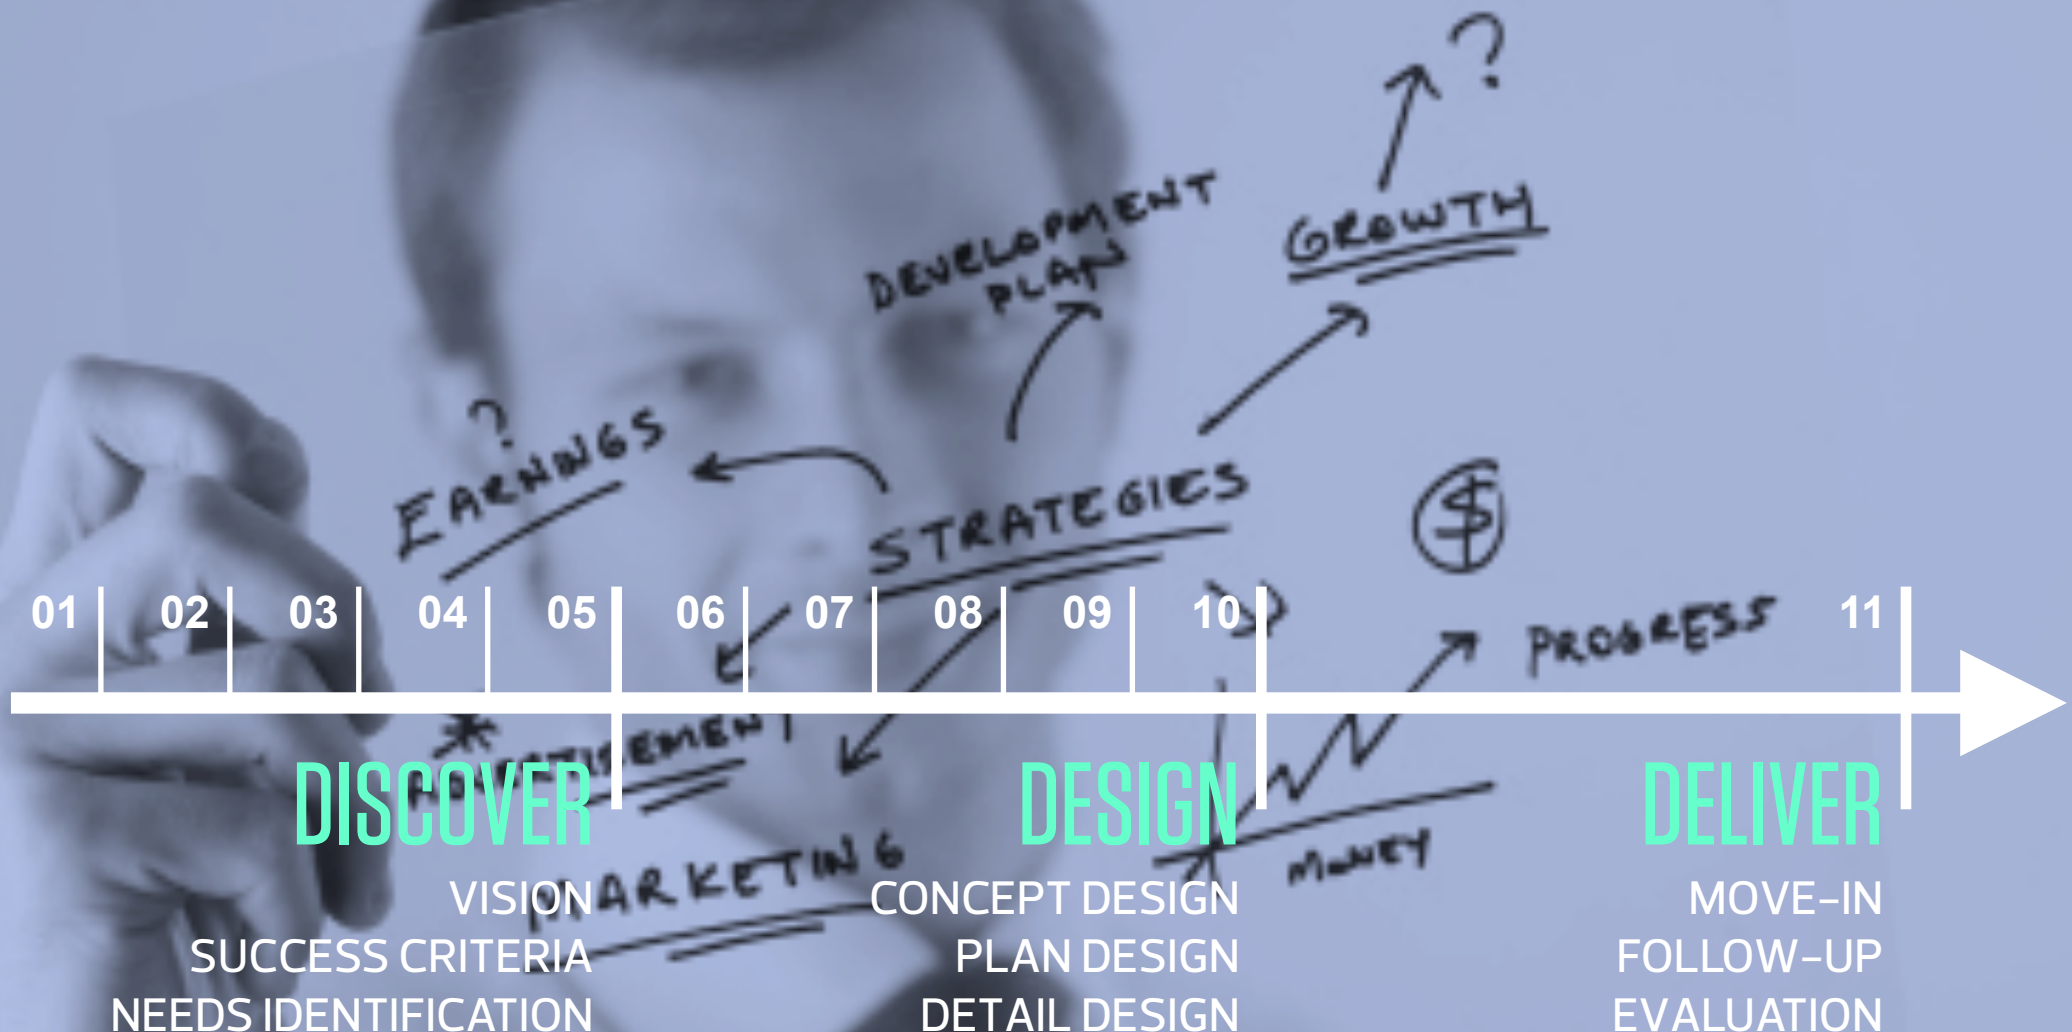 ?
DEVELOPMENT
PLAN
GROWTH
?
EARNINGS
STRATEGIES
$
01 02 03 04 05 06 07 08 09 10 11
PROGRESS
ADVERTISEMENT
DISCOVER DESIGN DELIVER
MONEY
MARKETING
VISION CONCEPT DESIGN MOVE–IN
SUCCESS CRITERIA PLAN DESIGN FOLLOW–UP
NEEDS IDENTIFICATION DETAIL DESIGN EVALUATION